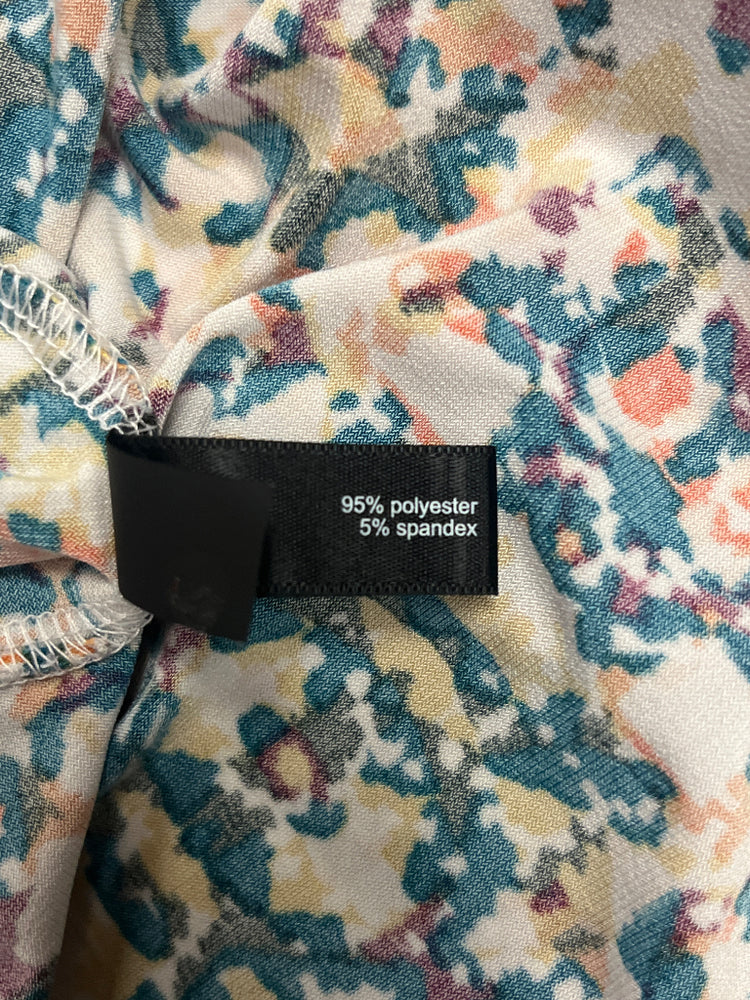 95% polyester
5% spandex